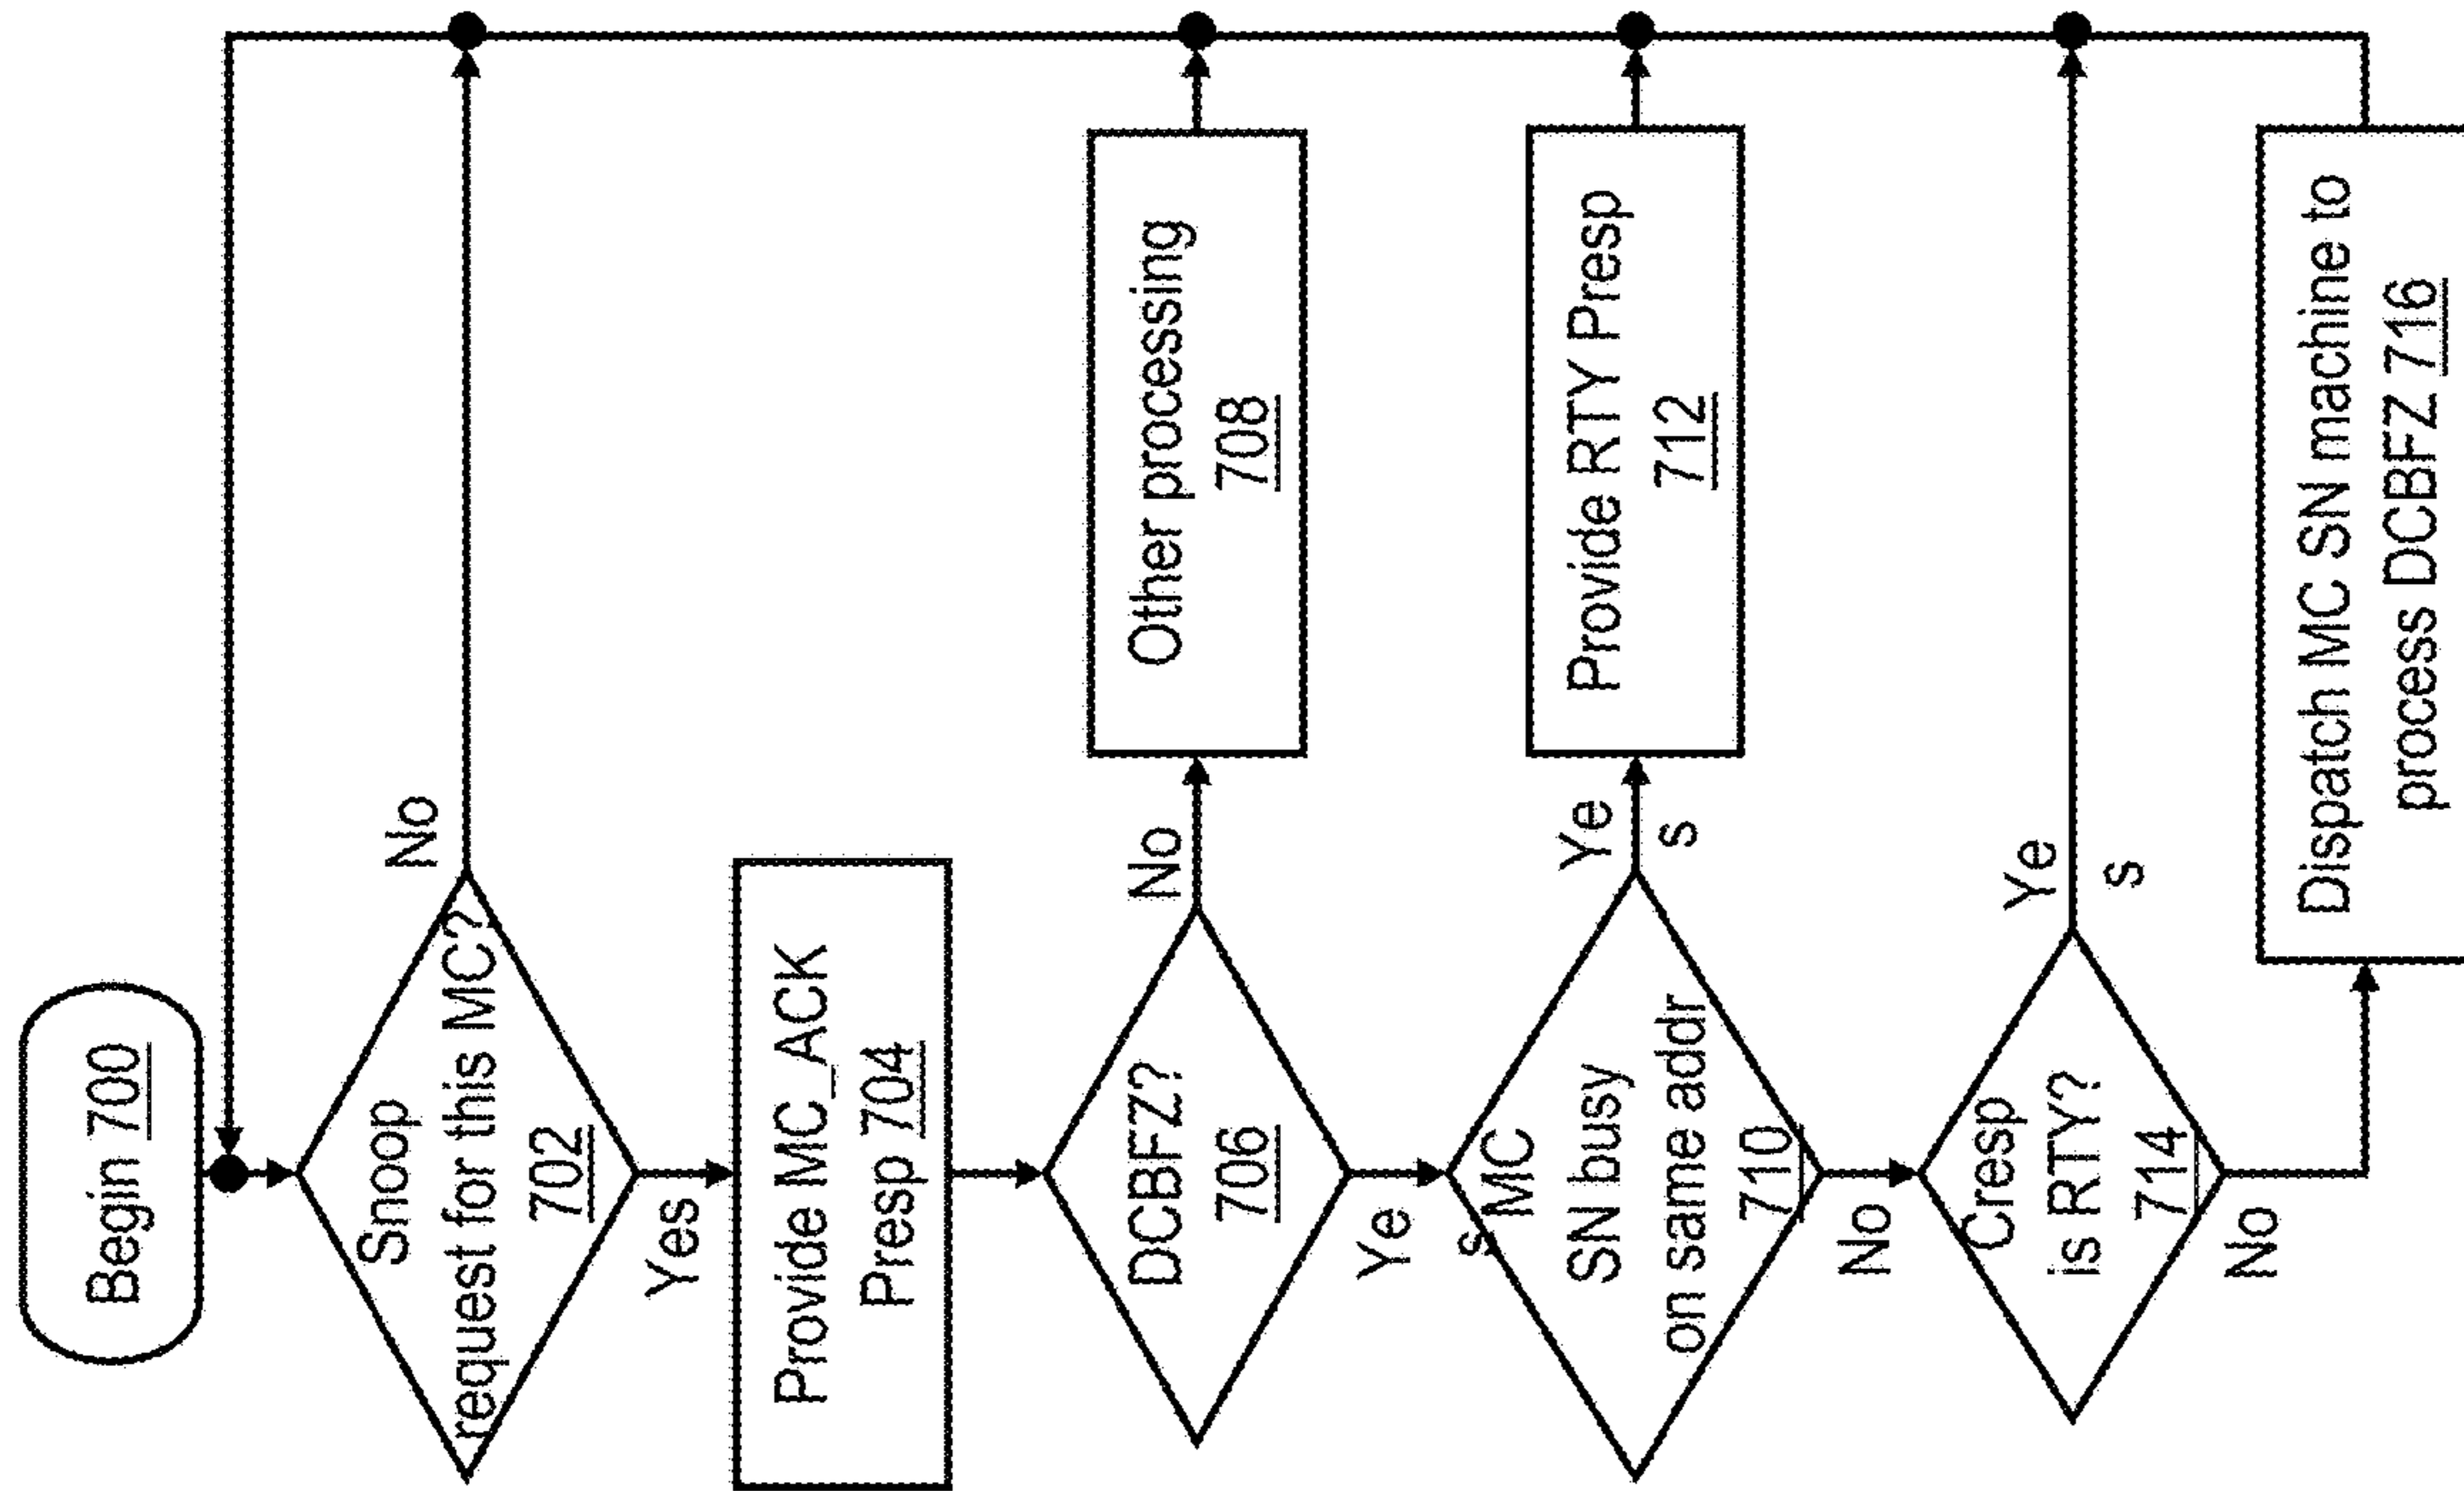 Begin 700
Snoop
request for this MC?
702
No
Yes
Provide MC_ACK
Presp 704
DCBFZ?
706
No
Other processing
708
Ye
s
MC
SN busy
on same addr
710
Ye
s
Provide RTY Presp
712
No
Cresp
is RTY?
714
Ye
s
No
Dispatch MC SN machine to
process DCBFZ 716